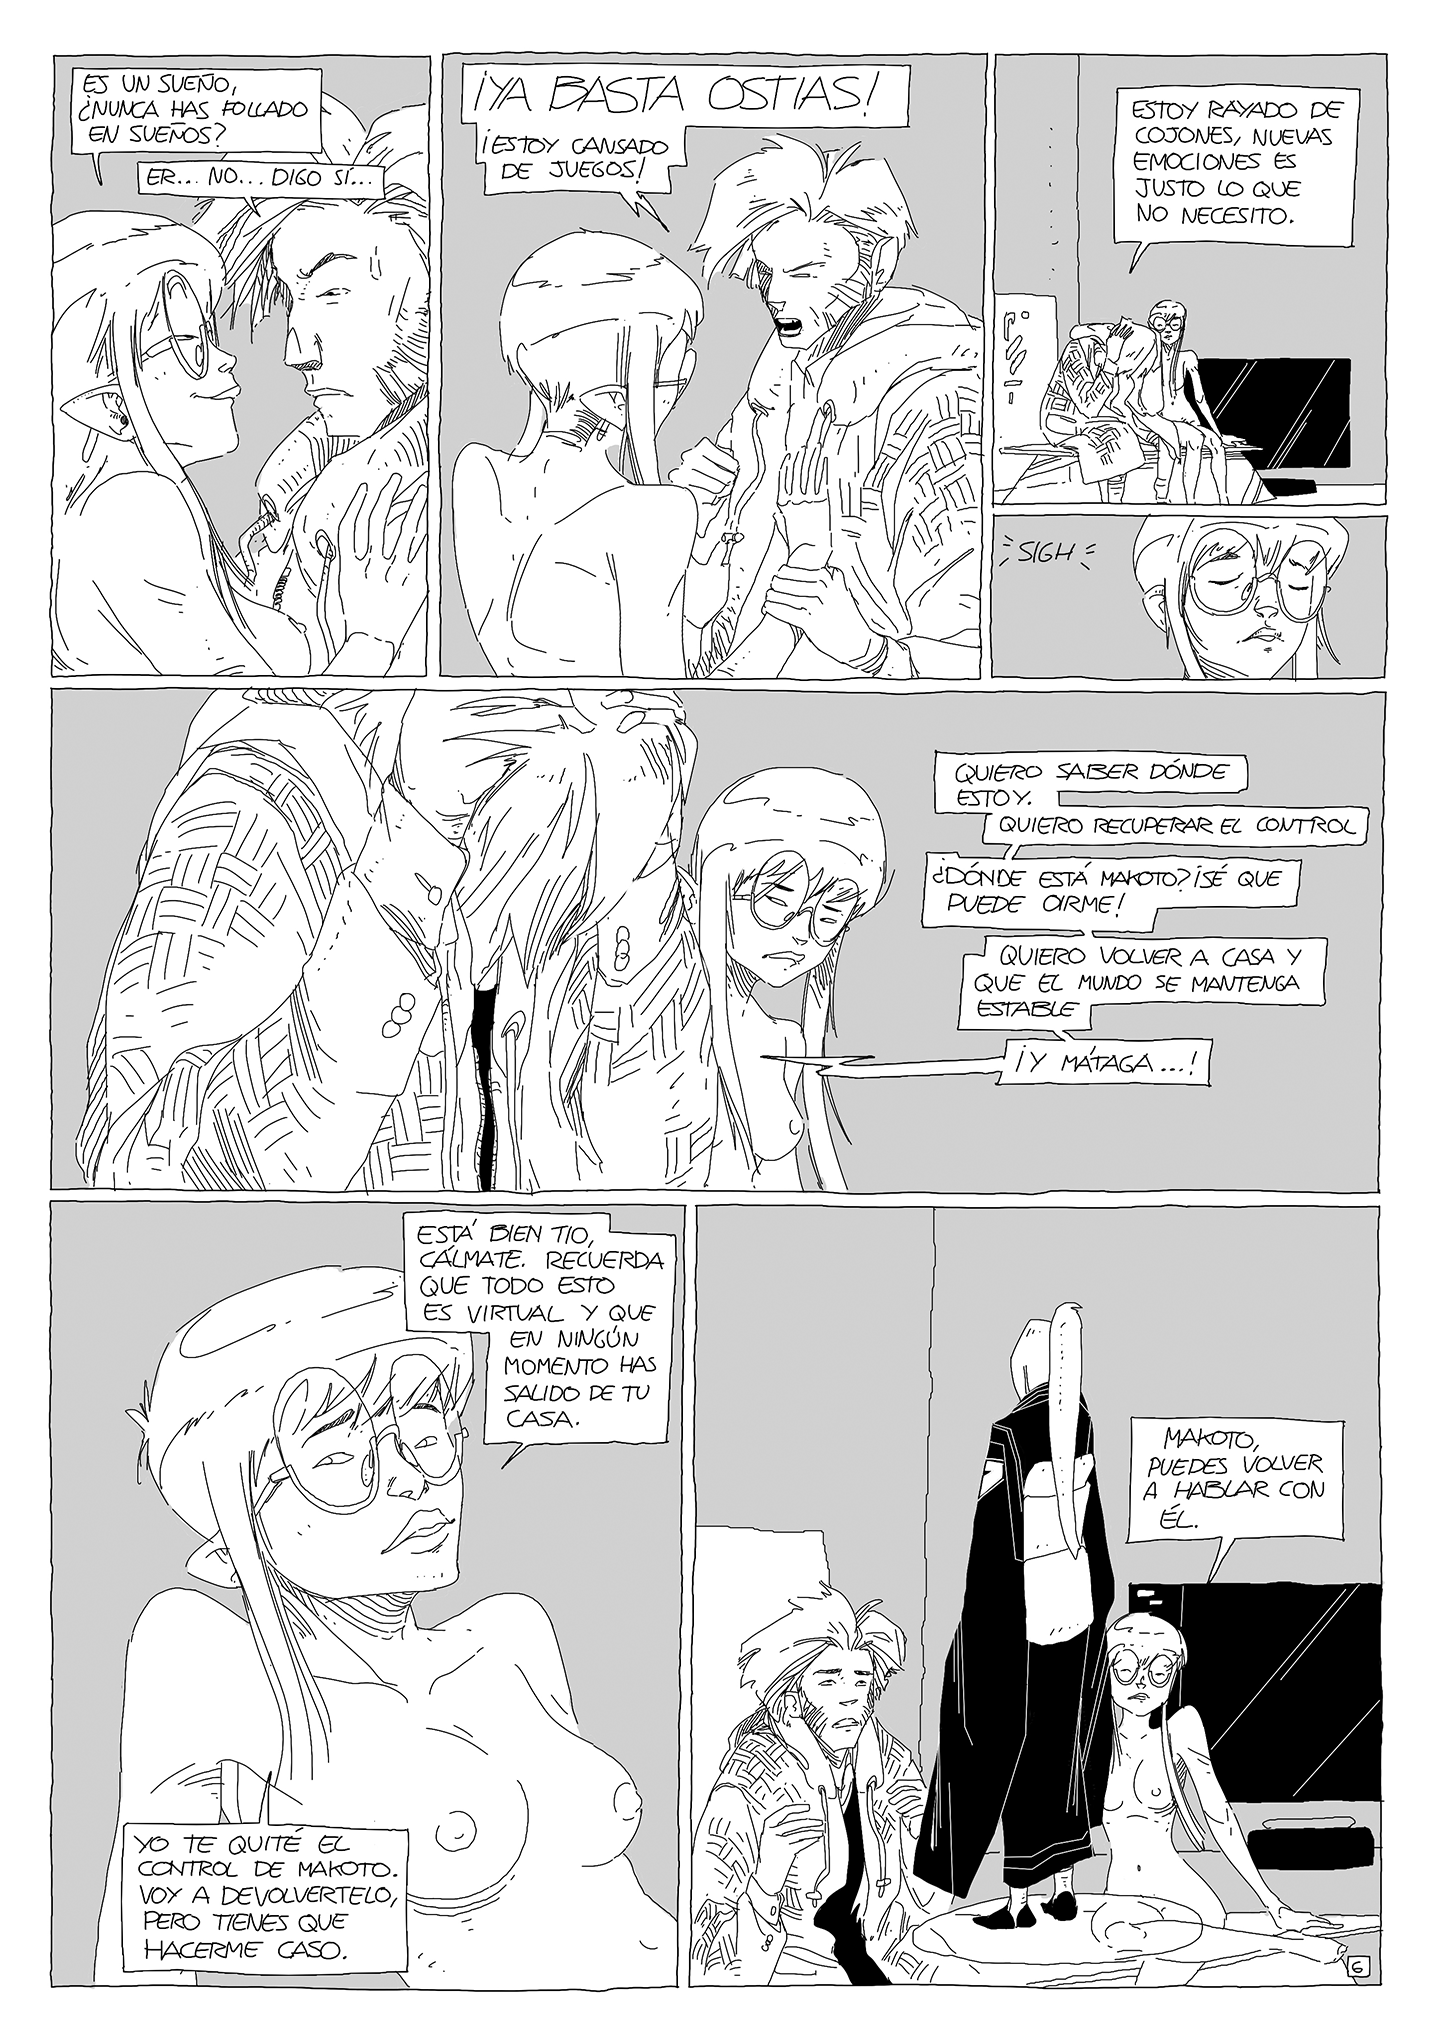 ES UN SUEÑO,
¿NUNCA HAS FOLLADO
EN SUEÑOS?
ER... NO... DIGO SÍ...
¡YA BASTA OSTIAS!
¡ESTOY CANSADO
DE JUEGOS!
ESTOY RAYADO DE
COJONES, NUEVAS
EMOCIONES ES
JUSTO LO QUE
NO NECESITO.
SIGH
QUIERO SABER DÓNDE
ESTOY.
QUIERO RECUPERAR EL CONTROL
¿DÓNDE ESTÁ MAKOTO? ¡SÉ QUE
PUEDE OIRME!
QUIERO VOLVER A CASA Y
QUE EL MUNDO SE MANTENGA
ESTABLE
¡Y MÁTAGA...!
ESTÁ BIEN TIO,
CÁLMATE. RECUERDA
QUE TODO ESTO
ES VIRTUAL Y QUE
EN NINGÚN
MOMENTO HAS
SALIDO DE TU
CASA.
YO TE QUITÉ EL
CONTROL DE MAKOTO.
VOY A DEVOLVERTELO,
PERO TIENES QUE
HACERME CASO.
MAKOTO,
PUEDES VOLVER
A HABLAR CON
ÉL.
6